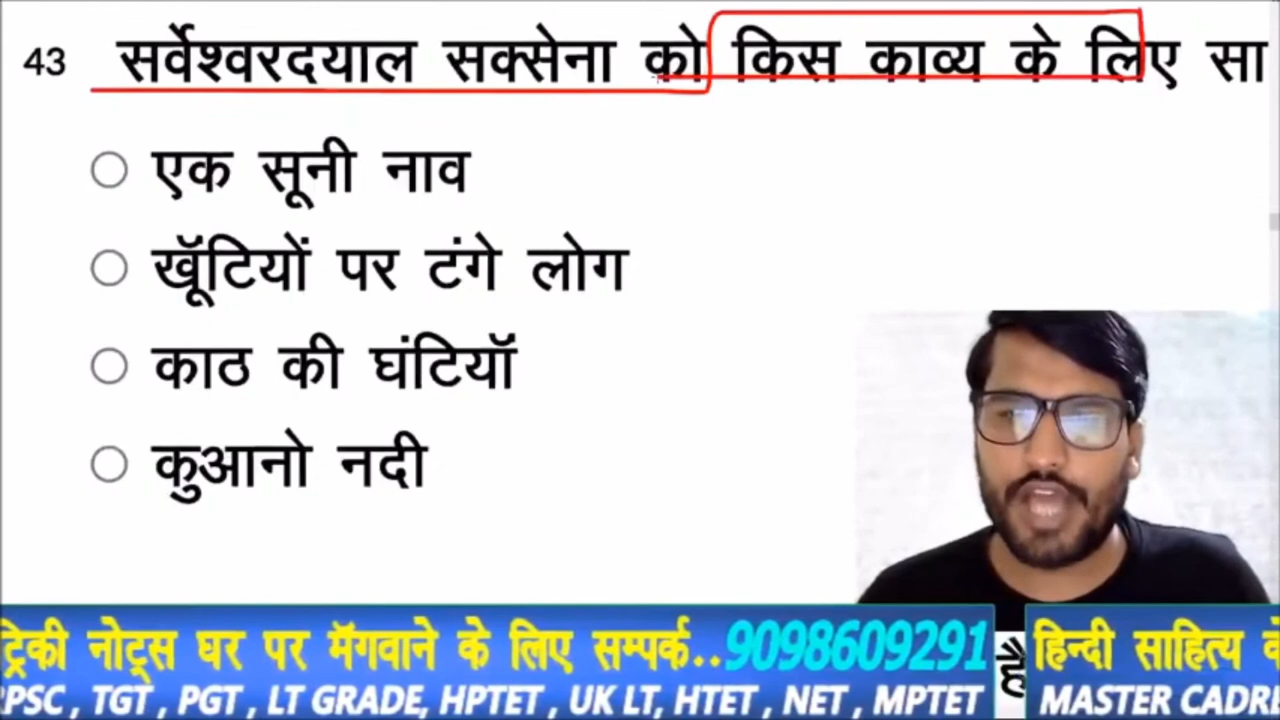 43 सर्वेश्वरदयाल सक्सेना को किस काव्य के लिए सा
एक सूनी नाव
खूॅटियों पर टंगे लोग
काठ की घंटियॉ
कुआनो नदी
ट्रिकी नोट्स घर पर मॅगवाने के लिए सम्पर्क..9098609291 है हिन्दी साहित्य के
PSC , TGT , PGT , LT GRADE, HPTET , UK LT, HTET , NET , MPTET MASTER CADRE